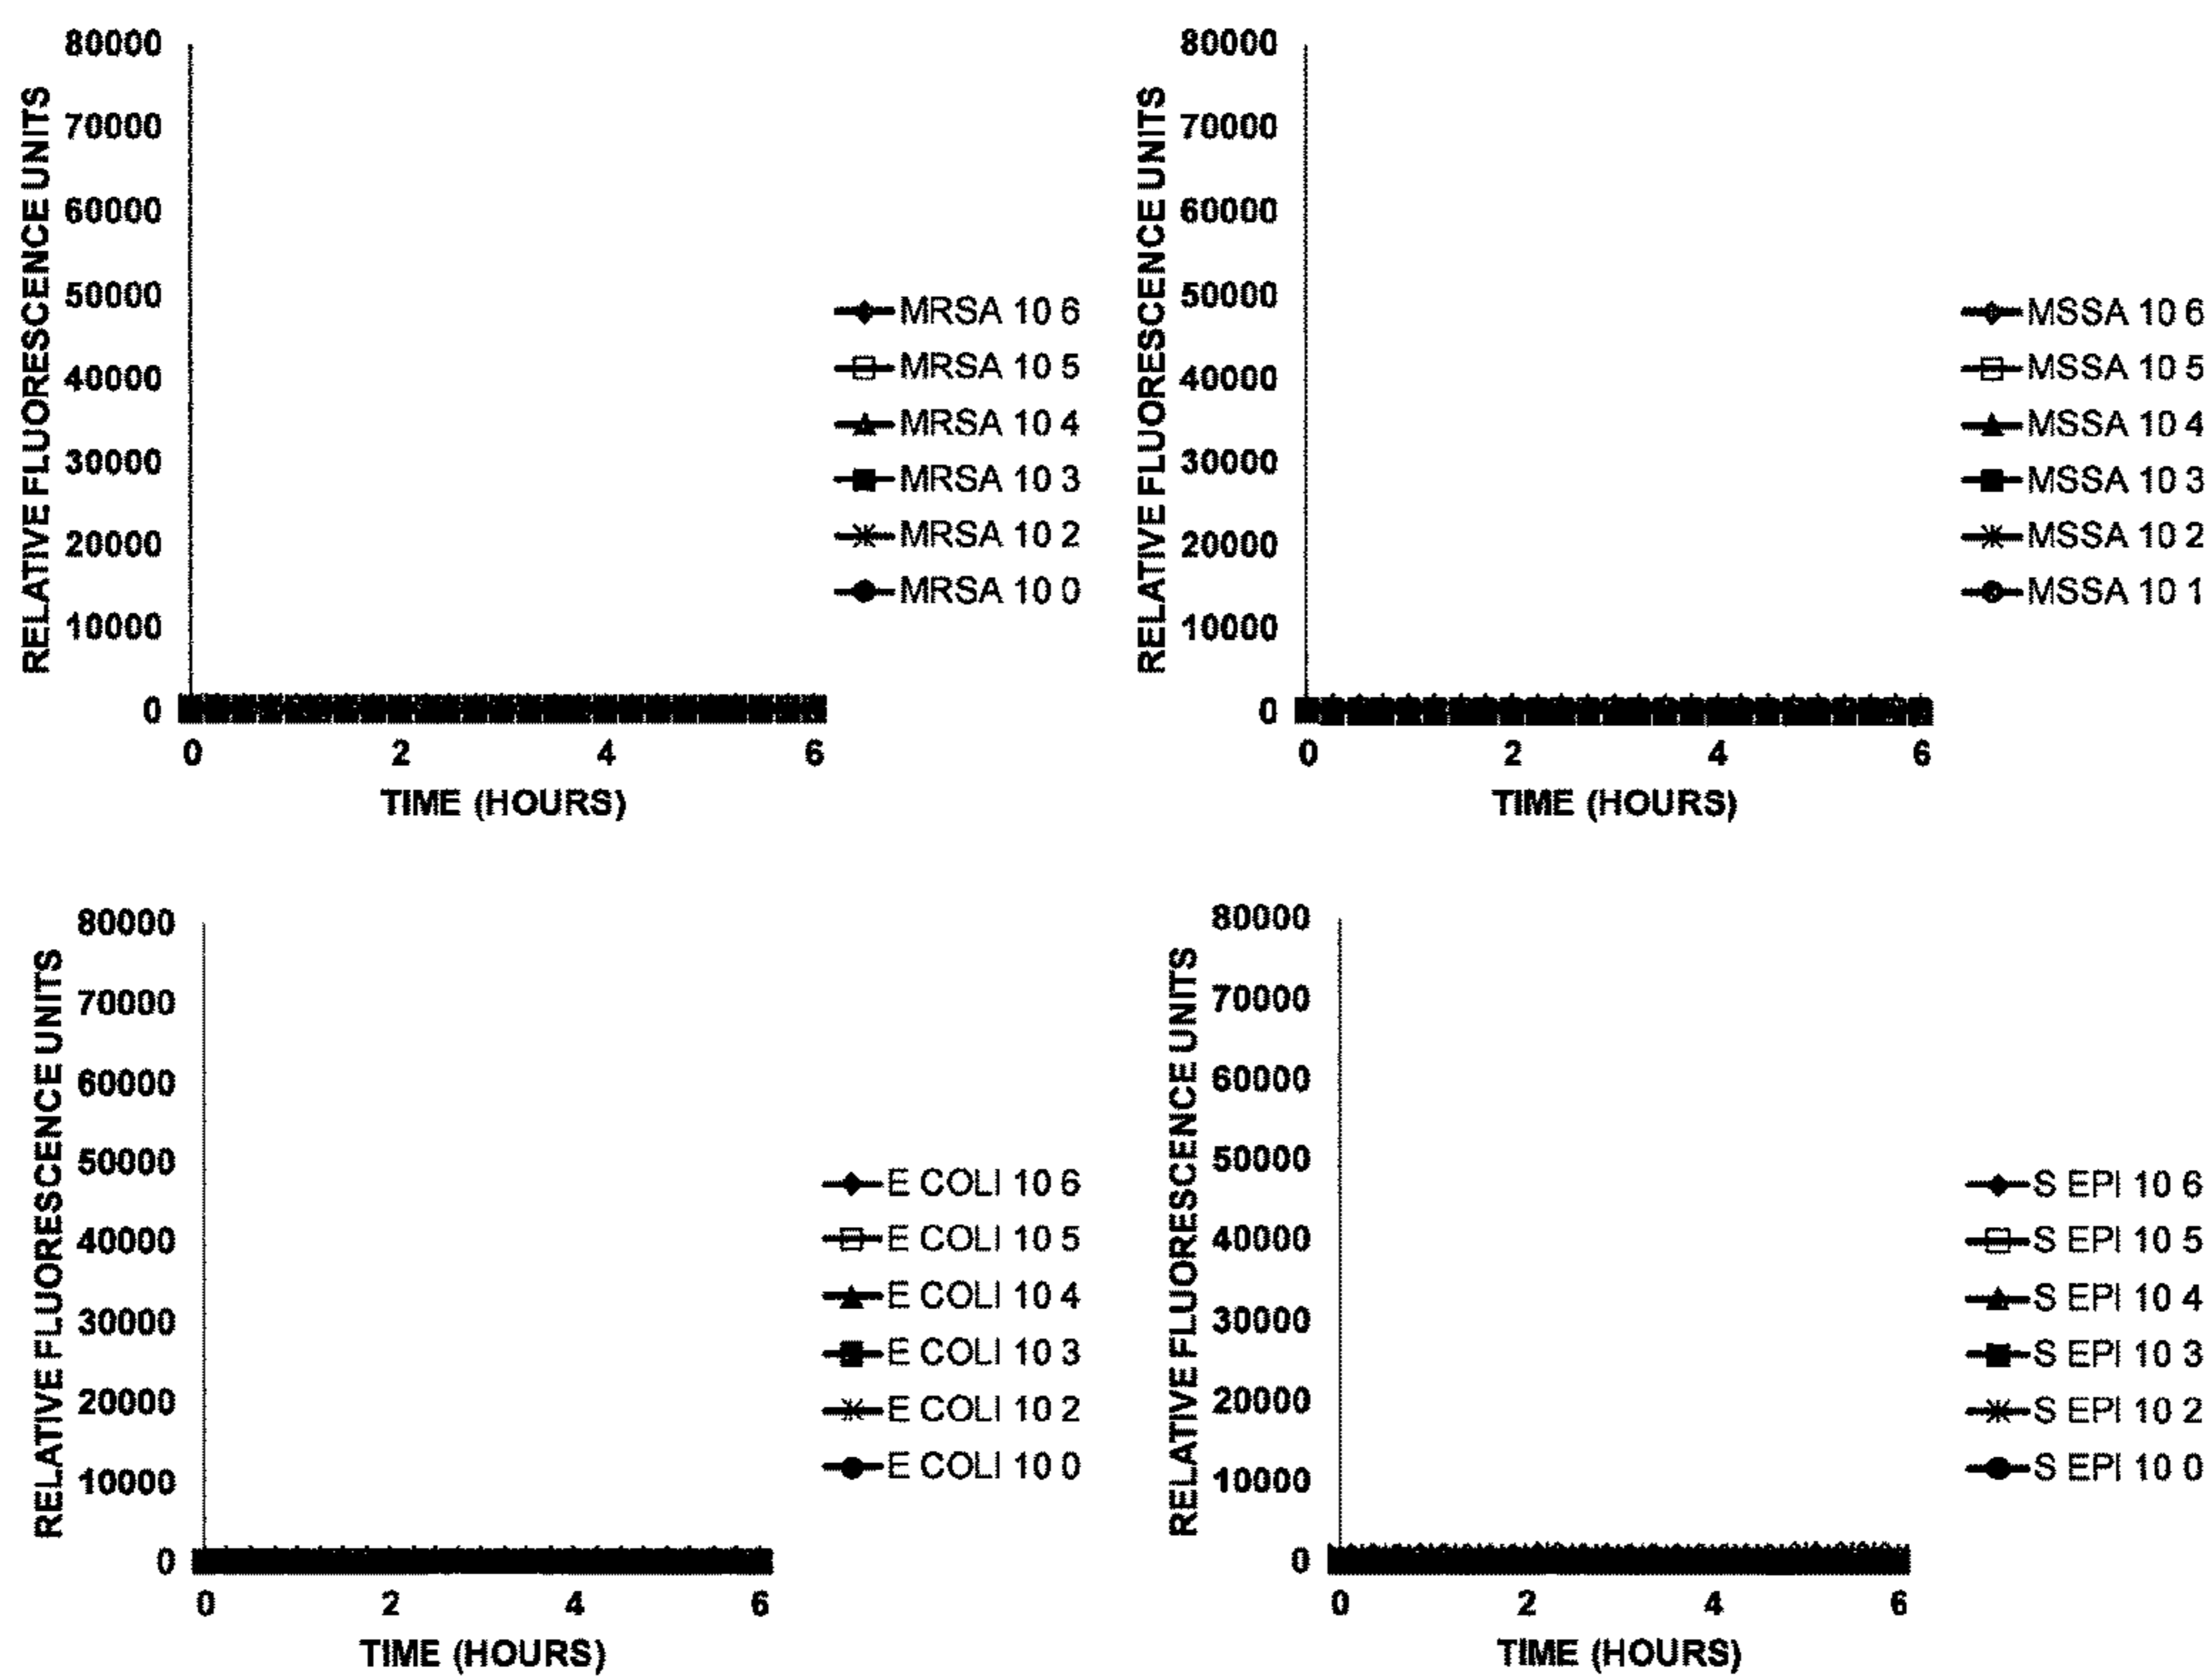 80000
70000
60000
50000
40000
30000
20000
10000
0
RELATIVE FLUORESCENCE UNITS
0 2 4 6
TIME (HOURS)
MRSA 10 6
MRSA 10 5
MRSA 10 4
MRSA 10 3
MRSA 10 2
MRSA 10 0
80000
70000
60000
50000
40000
30000
20000
10000
0
RELATIVE FLUORESCENCE UNITS
0 2 4 6
TIME (HOURS)
MSSA 10 6
MSSA 10 5
MSSA 10 4
MSSA 10 3
MSSA 10 2
MSSA 10 1
80000
70000
60000
50000
40000
30000
20000
10000
0
RELATIVE FLUORESCENCE UNITS
0 2 4 6
TIME (HOURS)
E COLI 10 6
E COLI 10 5
E COLI 10 4
E COLI 10 3
E COLI 10 2
E COLI 10 0
80000
70000
60000
50000
40000
30000
20000
10000
0
RELATIVE FLUORESCENCE UNITS
0 2 4 6
TIME (HOURS)
S EPI 10 6
S EPI 10 5
S EPI 10 4
S EPI 10 3
S EPI 10 2
S EPI 10 0